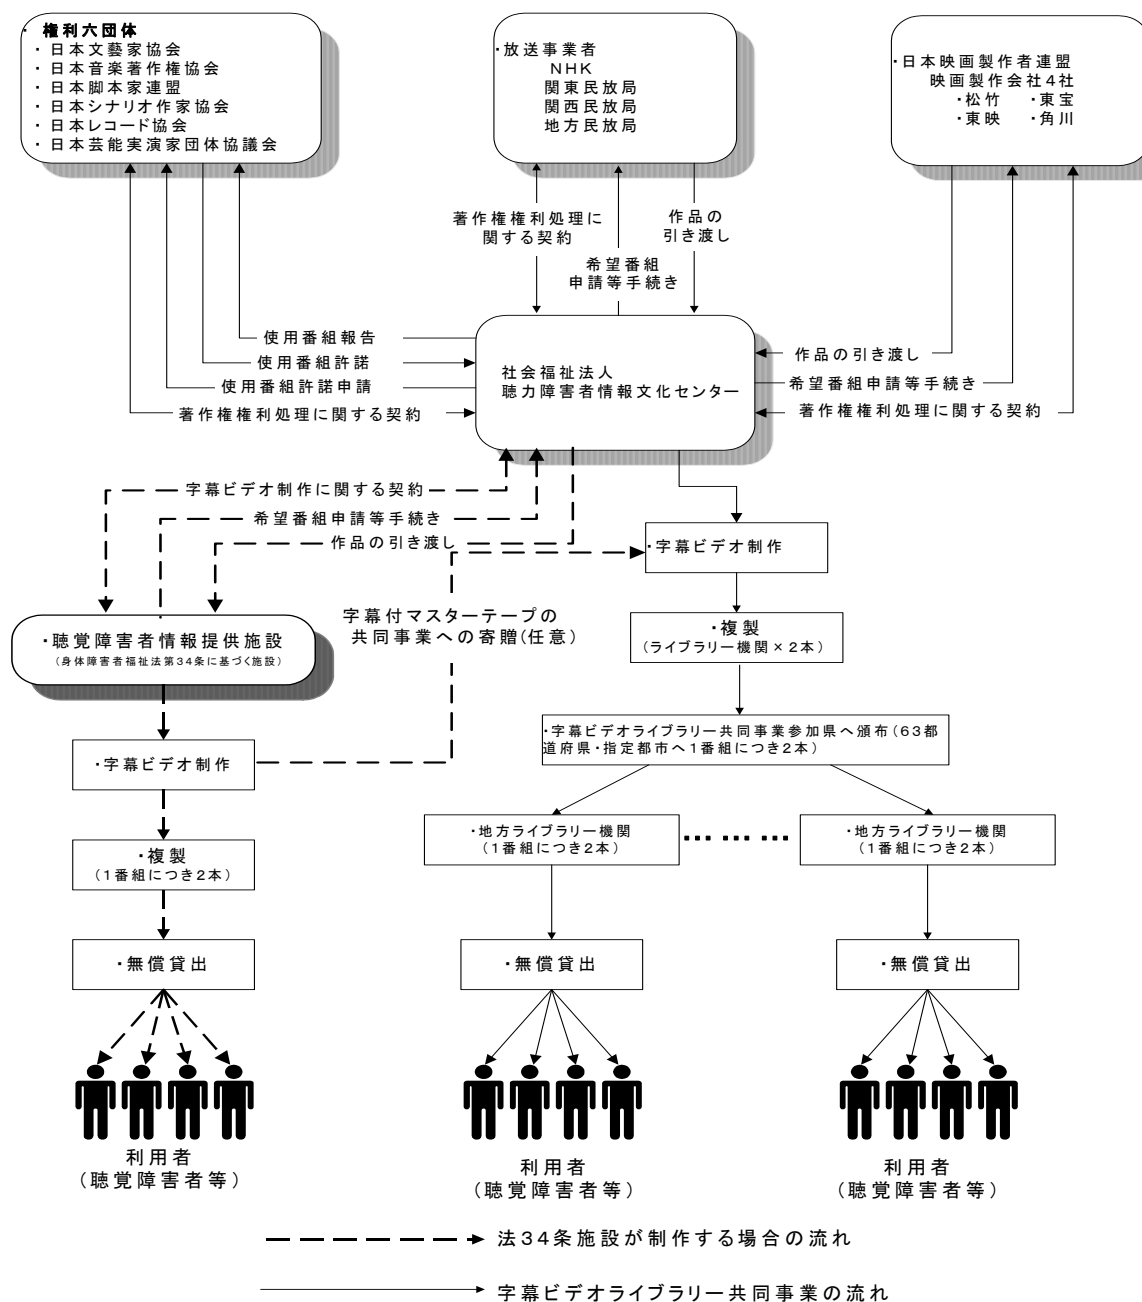 ・ 権利六団体
・ 日本文藝家協会
・ 日本音楽著作権協会
・ 日本脚本家連盟
・ 日本シナリオ作家協会
・ 日本レコード協会
・ 日本芸能実演家団体協議会
・放送事業者
NHK
関東民放局
関西民放局
地方民放局
・日本映画製作者連盟
映画製作会社4社
・松竹 ・東宝
・東映 ・角川
著作権権利処理に
関する契約
作品の
引き渡し
希望番組
申請等手続き
使用番組報告
使用番組許諾
使用番組許諾申請
著作権権利処理に関する契約
社会福祉法人
聴力障害者情報文化センター
作品の引き渡し
希望番組申請等手続き
著作権権利処理に関する契約
字幕ビデオ制作に関する契約
希望番組申請等手続き
作品の引き渡し
・字幕ビデオ制作
字幕付マスターテープの
共同事業への寄贈(任意)
・複製
(ライブラリー機関×2本)
・聴覚障害者情報提供施設
(身体障害者福祉法第34条に基づく施設)
・字幕ビデオライブラリー共同事業参加県へ頒布(63都
道府県・指定都市へ1番組につき2本)
・字幕ビデオ制作
・地方ライブラリー機関
(1番組につき2本)
・地方ライブラリー機関
(1番組につき2本)
・複製
(1番組につき2本)
・無償貸出
・無償貸出
・無償貸出
利用者
(聴覚障害者等)
利用者
(聴覚障害者等)
利用者
(聴覚障害者等)
法34条施設が制作する場合の流れ
字幕ビデオライブラリー共同事業の流れ